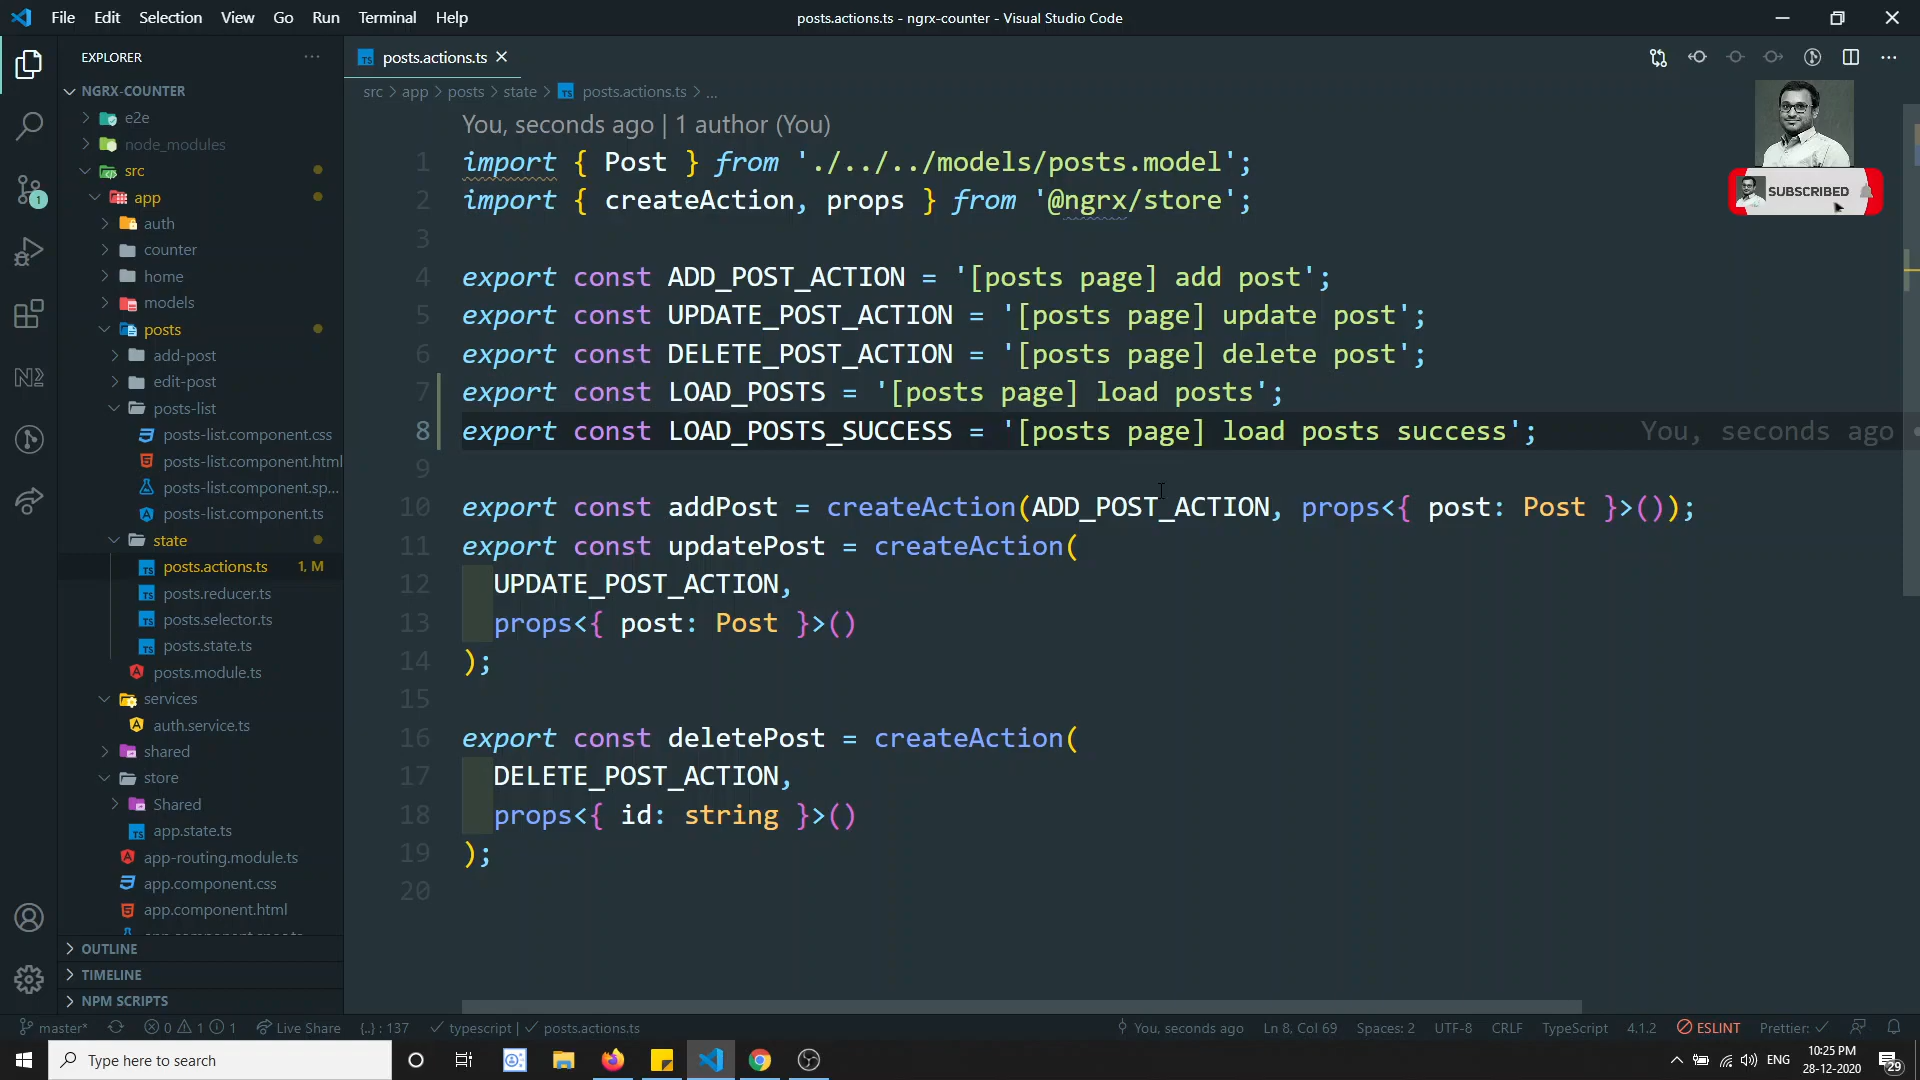 File Edit Selection View Go Run Terminal Help
posts.actions.ts - ngrx-counter - Visual Studio Code
EXPLORER
NGRX-COUNTER
e2e
node_modules
src
app
auth
counter
home
models
posts
add-post
edit-post
posts-list
posts-list.component.css
posts-list.component.html
posts-list.component.sp...
posts-list.component.ts
state
posts.actions.ts 1, M
posts.reducer.ts
posts.selector.ts
posts.state.ts
posts.module.ts
services
auth.service.ts
shared
store
Shared
app.state.ts
app-routing.module.ts
app.component.css
app.component.html
OUTLINE
TIMELINE
NPM SCRIPTS
posts.actions.ts
src > app > posts > state > posts.actions.ts > ...
You, seconds ago | 1 author (You)
1 import { Post } from './../../models/posts.model';
2 import { createAction, props } from '@ngrx/store';
3
4 export const ADD_POST_ACTION = '[posts page] add post';
5 export const UPDATE_POST_ACTION = '[posts page] update post';
6 export const DELETE_POST_ACTION = '[posts page] delete post';
7 export const LOAD_POSTS = '[posts page] load posts';
8 export const LOAD_POSTS_SUCCESS = '[posts page] load posts success'; You, seconds ago
9
10 export const addPost = createAction(ADD_POST_ACTION, props<{ post: Post }>());
11 export const updatePost = createAction(
12 UPDATE_POST_ACTION,
13 props<{ post: Post }>()
14 );
15
16 export const deletePost = createAction(
17 DELETE_POST_ACTION,
18 props<{ id: string }>()
19 );
20
SUBSCRIBED
master* 0 1 1 Live Share {..} : 137 typescript | posts.actions.ts
You, seconds ago Ln 8, Col 69 Spaces: 2 UTF-8 CRLF TypeScript 4.1.2 ESLINT Prettier:
Type here to search
ENG
10:25 PM
28-12-2020
29